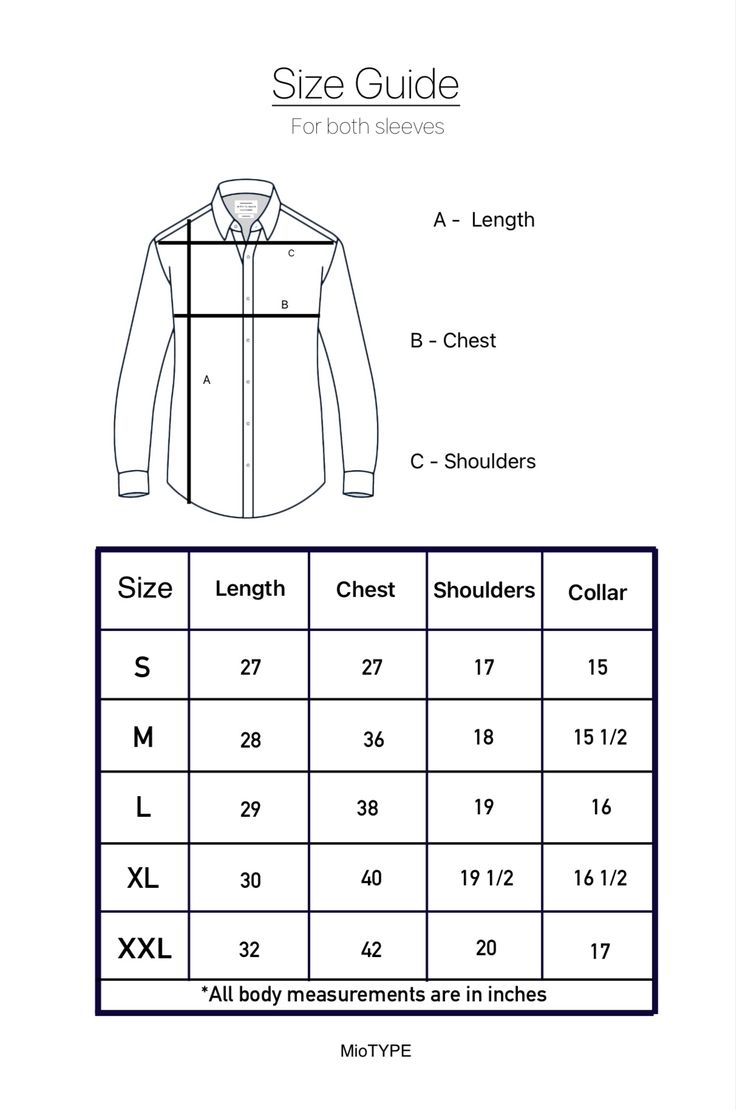 Size Guide
For both sleeves
A - Length
C
B
B - Chest
A
C - Shoulders
Size Length Chest Shoulders Collar
S 27 27 17 15
M 28 36 18 15 1/2
L 29 38 19 16
XL 30 40 19 1/2 16 1/2
XXL 32 42 20 17
*All body measurements are in inches
MioTYPE